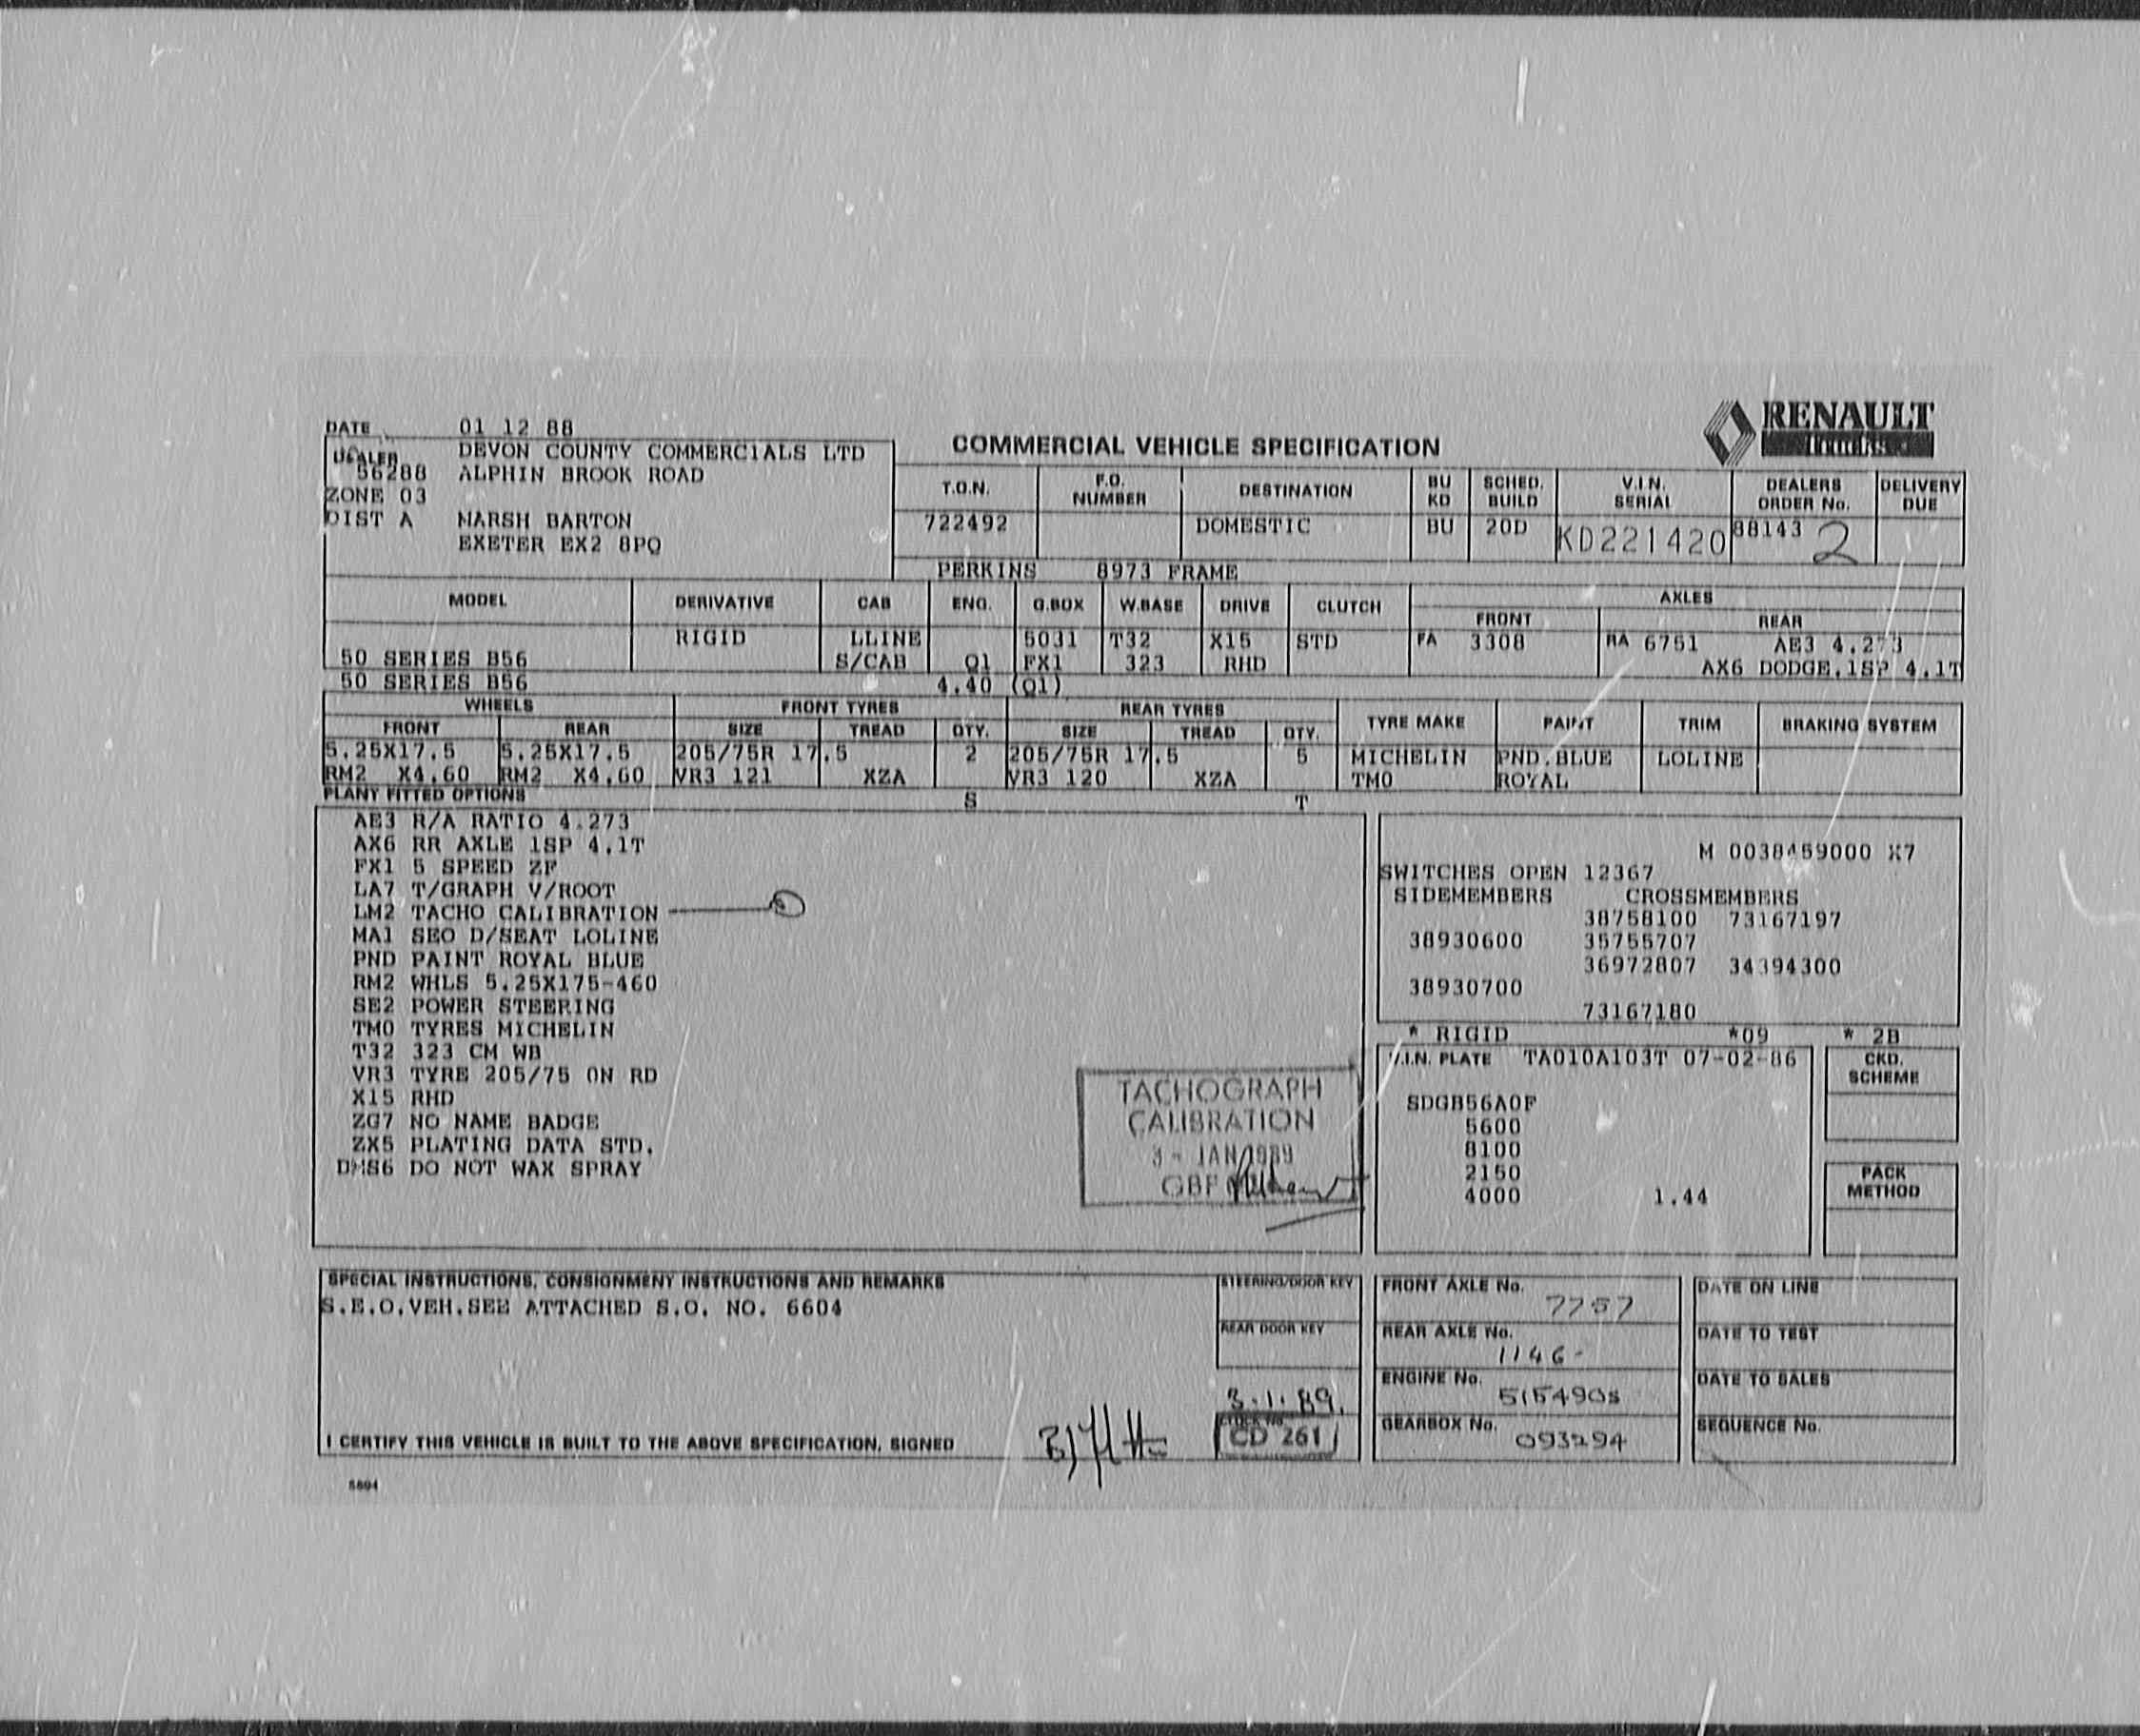 DATE 01 12 88
RENAULT
Trucks
DEALER DEVON COUNTY COMMERCIALS LTD
56288 ALPHIN BROOK ROAD
ZONE 03
DIST A MARSH BARTON
EXETER EX2 8PQ
COMMERCIAL VEHICLE SPECIFICATION
T.O.N. F.O. NUMBER DESTINATION BU KD SCHED. BUILD V.I.N. SERIAL DEALERS ORDER No. DELIVERY DUE
722492 DOMESTIC BU 20D KD221420 88143 2
PERKINS 8973 FRAME
MODEL DERIVATIVE CAB ENG. G.BOX W.BASE DRIVE CLUTCH AXLES
FRONT REAR
RIGID LLINE 5031 T32 X15 STD FA 3308 RA 6751 AE3 4.273
50 SERIES B56 S/CAB Q1 FX1 323 RHD AX6 DODGE.1SP 4.1T
50 SERIES B56 4.40 (Q1)
WHEELS FRONT TYRES REAR TYRES TYRE MAKE PAINT TRIM BRAKING SYSTEM
FRONT REAR SIZE TREAD QTY. SIZE TREAD QTY.
5.25X17.5 5.25X17.5 205/75R 17.5 2 205/75R 17.5 5 MICHELIN PND.BLUE LOLINE
RM2 X4.60 RM2 X4.60 VR3 121 XZA VR3 120 XZA TM0 ROYAL
PLANT FITTED OPTIONS S T
AE3 R/A RATIO 4.273
AX6 RR AXLE 1SP 4.1T
FX1 5 SPEED ZF
LA7 T/GRAPH V/ROOT
LM2 TACHO CALIBRATION
MA1 SEO D/SEAT LOLINE
PND PAINT ROYAL BLUE
RM2 WHLS 5.25X175-460
SE2 POWER STEERING
TM0 TYRES MICHELIN
T32 323 CM WB
VR3 TYRE 205/75 ON RD
X15 RHD
ZG7 NO NAME BADGE
ZX5 PLATING DATA STD.
DMS6 DO NOT WAX SPRAY
TACHOGRAPH
CALIBRATION
3 - JAN 1989
GBF
M 0038459000 X7
SWITCHES OPEN 12367
SIDEMEMBERS CROSSMEMBERS
38758100 73167197
38930600 35755707
36972807 34394300
38930700
73167180
* RIGID *09 * 2B
V.I.N. PLATE TA010A103T 07-02-86
SDGB56A0F
5600
8100
2150
4000 1.44
CKD. SCHEME
PACK METHOD
SPECIAL INSTRUCTIONS, CONSIGNMENT INSTRUCTIONS AND REMARKS
S.E.O.VEH.SEE ATTACHED S.O. NO. 6604
STEERING/DOOR KEY
REAR DOOR KEY
3.1.89.
CD 261
I CERTIFY THIS VEHICLE IS BUILT TO THE ABOVE SPECIFICATION, SIGNED
FRONT AXLE No. 7757
REAR AXLE No. 1146-
ENGINE No. 515490S
GEARBOX No. 093294
DATE ON LINE
DATE TO TEST
DATE TO SALES
SEQUENCE No.
5694